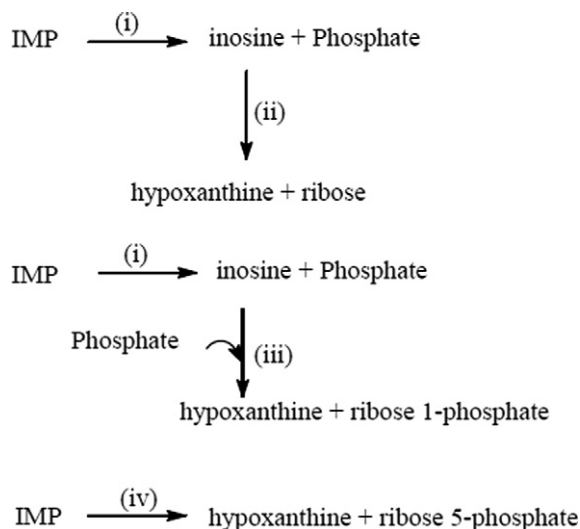 IMP (i) inosine + Phosphate
(ii)
hypoxanthine + ribose
IMP (i) inosine + Phosphate
Phosphate (iii)
hypoxanthine + ribose 1-phosphate
IMP (iv) hypoxanthine + ribose 5-phosphate